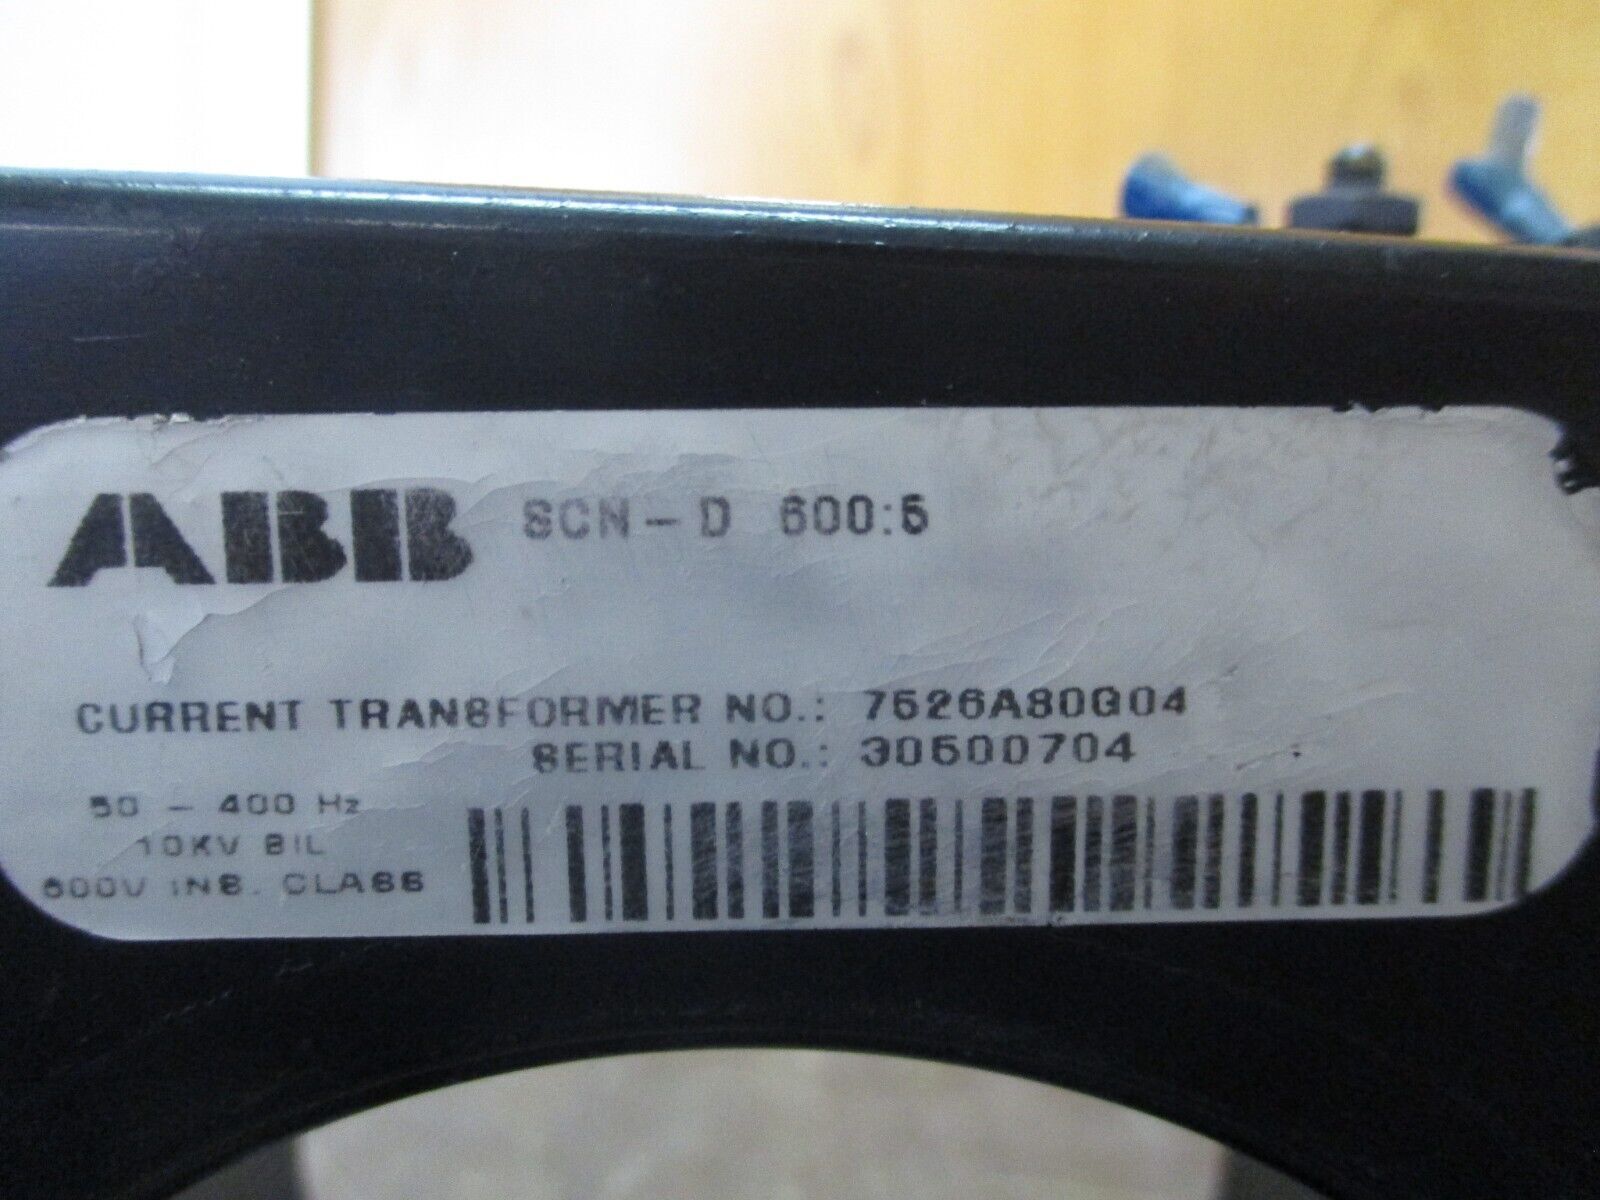 ABB SCN-D 600:5
CURRENT TRANSFORMER NO.: 7526A80G04
SERIAL NO.: 30500704
50 - 400 Hz
10KV BIL
600V INS. CLASS